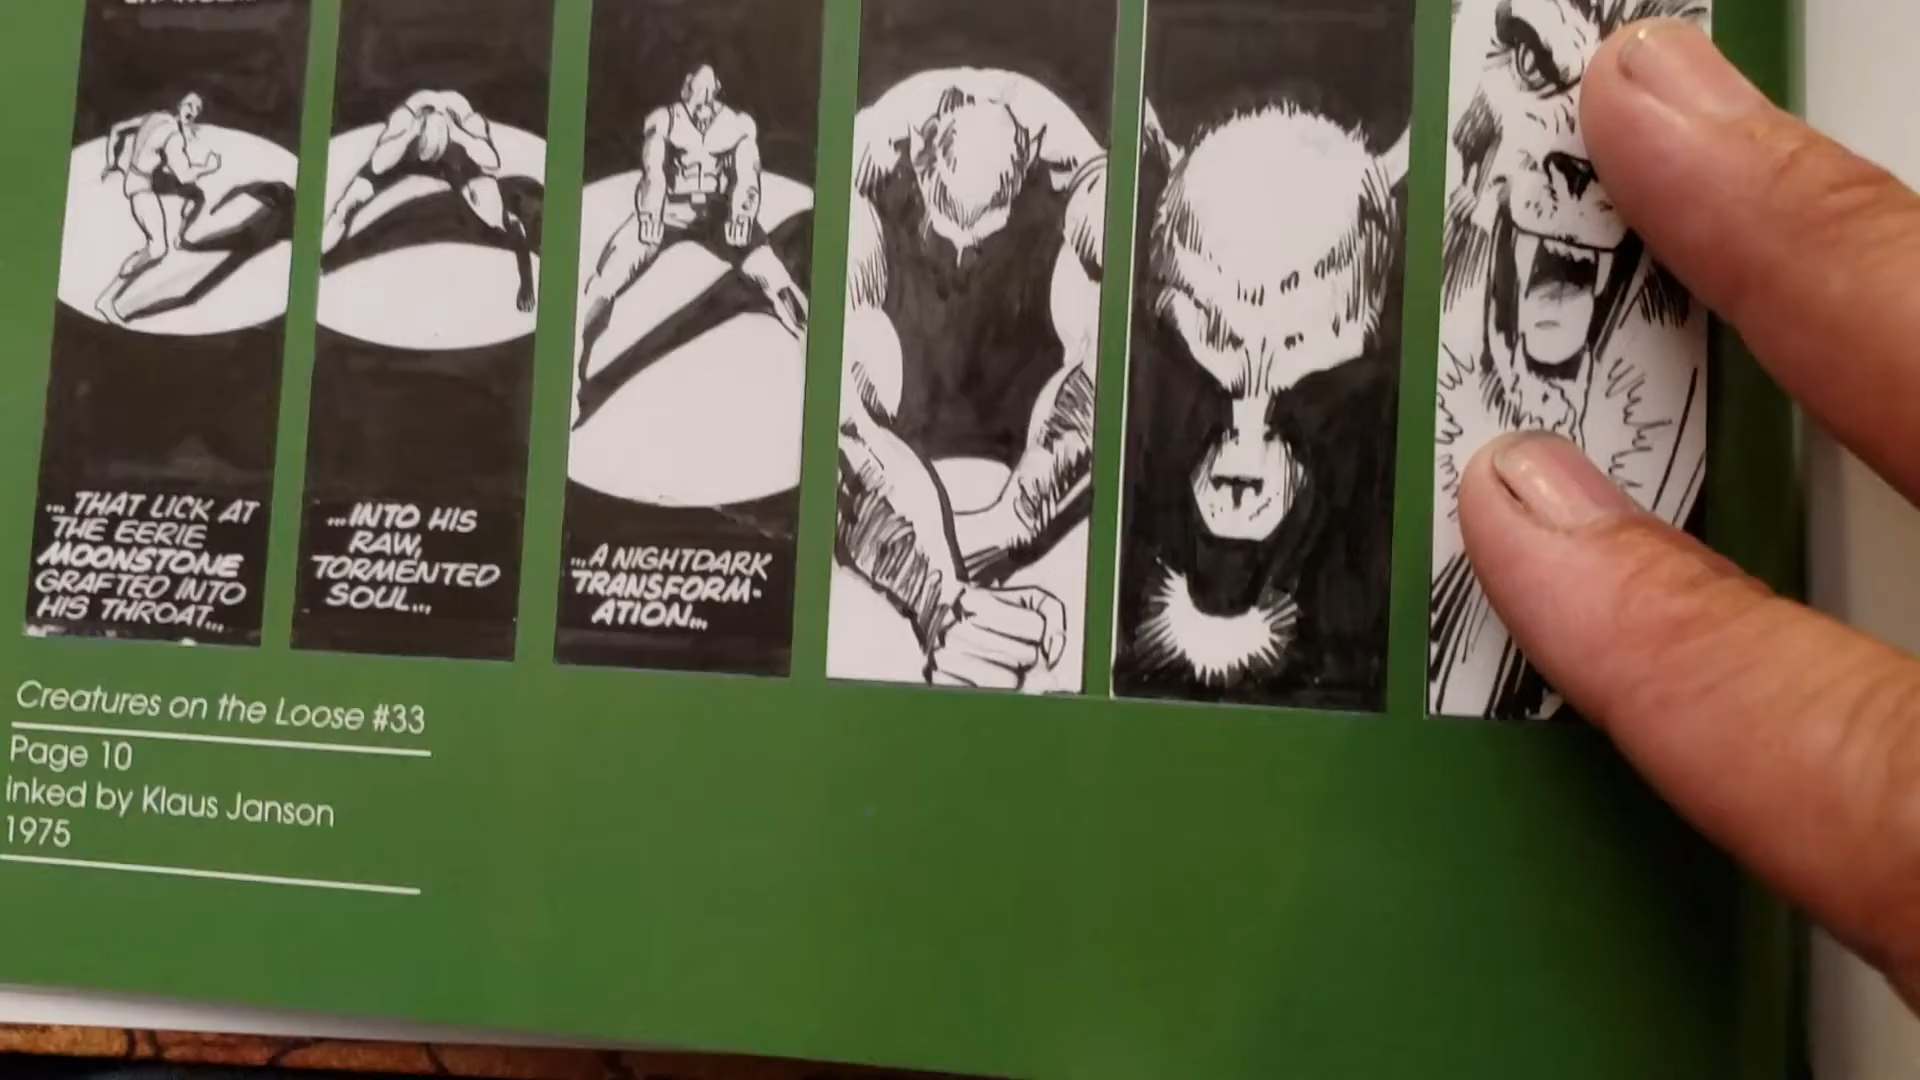 ... THAT LICK AT
THE EERIE
MOONSTONE
GRAFTED INTO
HIS THROAT...
...INTO HIS
RAW,
TORMENTED
SOUL...
...A NIGHTDARK
TRANSFORM-
ATION...
Creatures on the Loose #33
Page 10
inked by Klaus Janson
1975